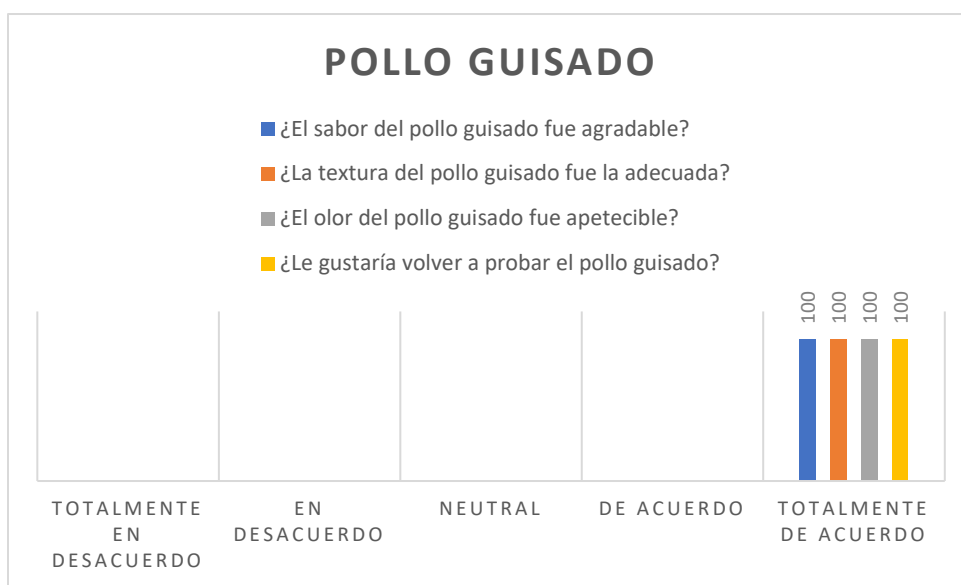 POLLO GUISADO
¿El sabor del pollo guisado fue agradable?
¿La textura del pollo guisado fue la adecuada?
¿El olor del pollo guisado fue apetecible?
¿Le gustaría volver a probar el pollo guisado?
100 100 100 100
TOTALMENTE
EN
DESACUERDO
EN
DESACUERDO
NEUTRAL
DE ACUERDO
TOTALMENTE
DE ACUERDO